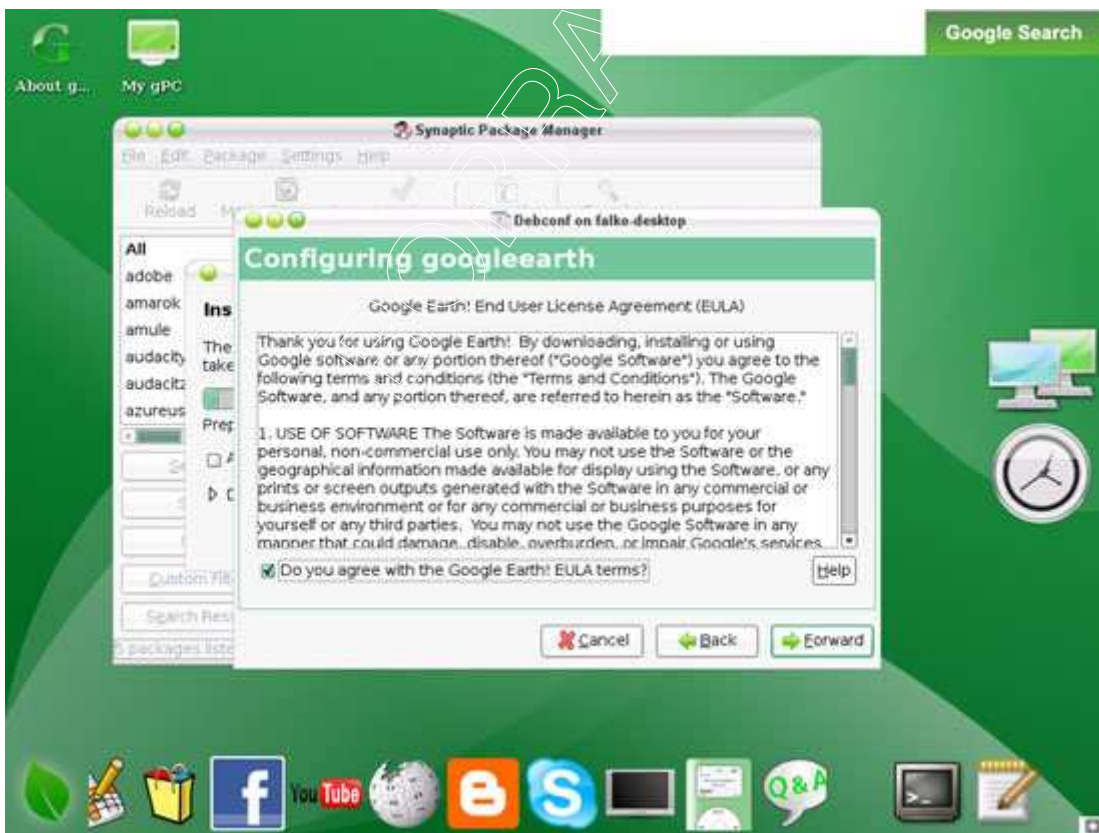 Google Search
About g...
My gPC
Synaptic Package Manager
File Edit Package Settings Help
Reload
Debconf on falko-desktop
All
adobe
amarok
amule
audacity
audacitz
azureus
Ins
The
take
Prep
Configuring googleearth
Google Earth! End User License Agreement (EULA)
Thank you for using Google Earth! By downloading, installing or using
Google software or any portion thereof ("Google Software") you agree to the
following terms and conditions (the "Terms and Conditions"). The Google
Software, and any portion thereof, are referred to herein as the "Software."
1. USE OF SOFTWARE The Software is made available to you for your
personal, non-commercial use only. You may not use the Software or the
geographical information made available for display using the Software, or any
prints or screen outputs generated with the Software in any commercial or
business environment or for any commercial or business purposes for
yourself or any third parties. You may not use the Google Software in any
manner that could damage, disable, overburden, or impair Google's services
Do you agree with the Google Earth! EULA terms?
Help
Custom Filt
Search Resu
5 packages liste
Cancel
Back
Forward
f
You Tube
W
B
S
Q&A
>_